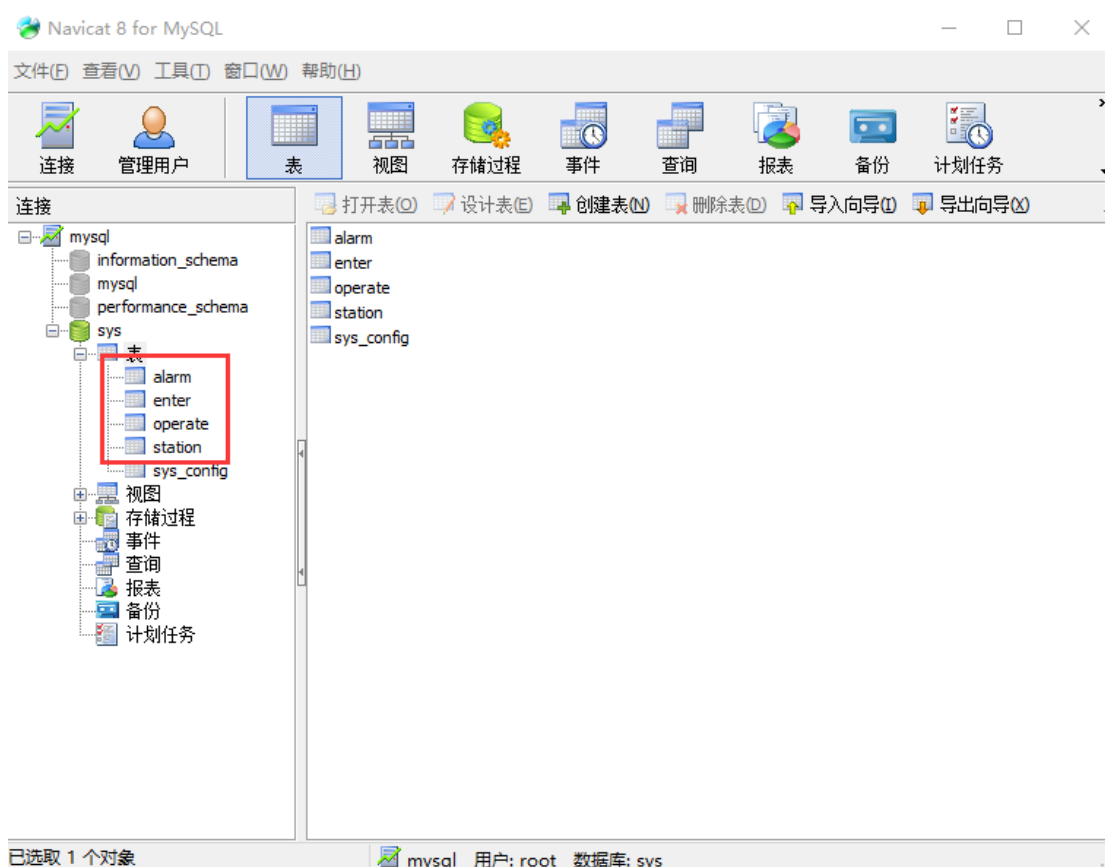 Navicat 8 for MySQL
文件(F) 查看(V) 工具(T) 窗口(W) 帮助(H)
连接 管理用户 表 视图 存储过程 事件 查询 报表 备份 计划任务
连接
打开表(O) 设计表(E) 创建表(N) 删除表(D) 导入向导(I) 导出向导(X)
mysql
information_schema
mysql
performance_schema
sys
表
alarm
enter
operate
station
sys_config
视图
存储过程
事件
查询
报表
备份
计划任务
alarm
enter
operate
station
sys_config
已选取 1 个对象 mysql 用户: root 数据库: sys